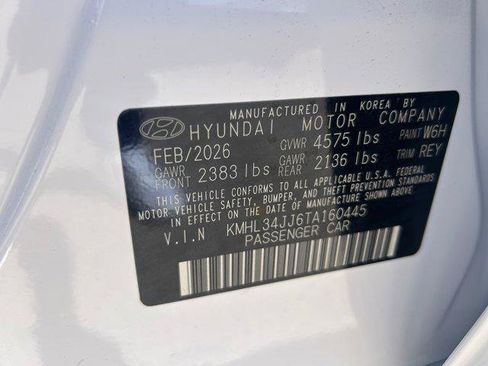 MANUFACTURED IN KOREA BY
HYUNDAI MOTOR COMPANY
FEB/2026 GVWR 4575 lbs PAINT W6H
GAWR FRONT 2383 lbs GAWR REAR 2136 lbs TRIM REY
THIS VEHICLE CONFORMS TO ALL APPLICABLE U.S.A. FEDERAL
MOTOR VEHICLE SAFETY, BUMPER, AND THEFT PREVENTION STANDARDS
IN EFFECT ON THE DATE OF MANUFACTURE SHOWN ABOVE.
V.I.N KMHL34JJ6TA160445
PASSENGER CAR